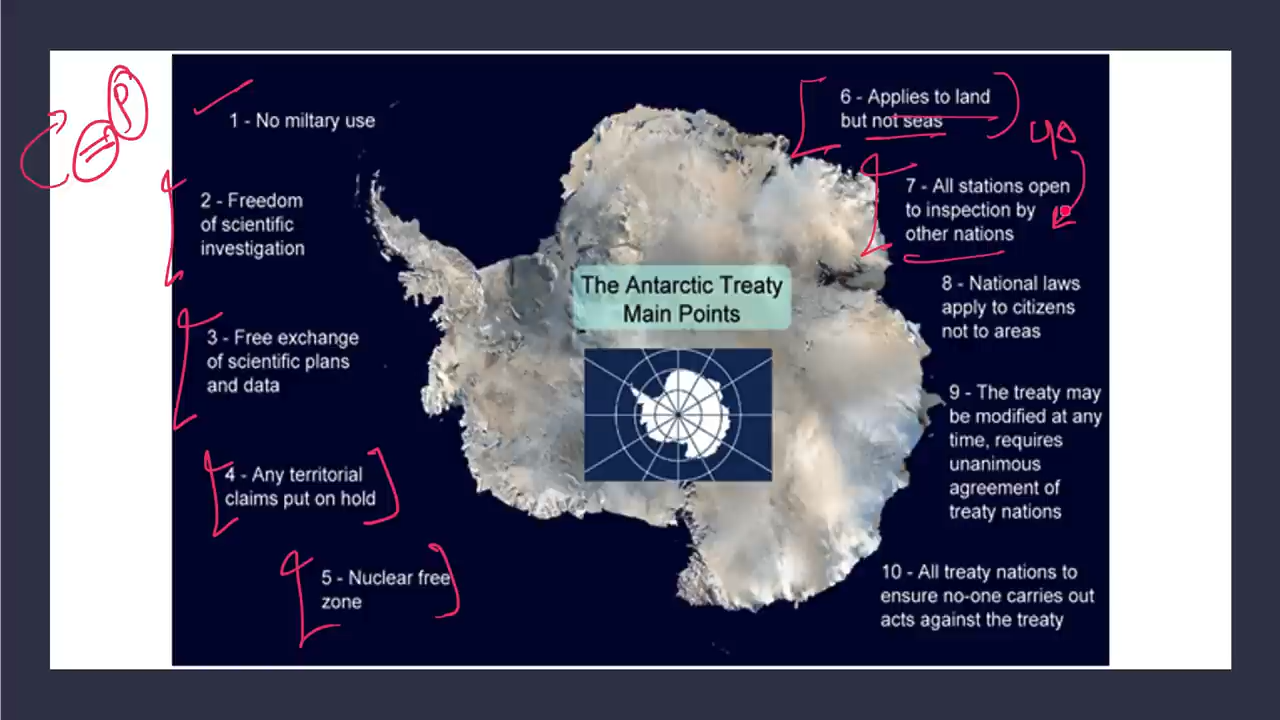 1 - No miltary use
2 - Freedom
of scientific
investigation
3 - Free exchange
of scientific plans
and data
4 - Any territorial
claims put on hold
5 - Nuclear free
zone
The Antarctic Treaty
Main Points
6 - Applies to land
but not seas
7 - All stations open
to inspection by
other nations
8 - National laws
apply to citizens
not to areas
9 - The treaty may
be modified at any
time, requires
unanimous
agreement of
treaty nations
10 - All treaty nations to
ensure no-one carries out
acts against the treaty